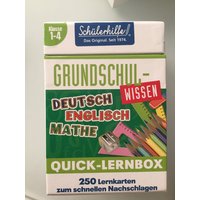 Klasse
1-4
Schülerhilfe!
Das Original. Seit 1974.
GRUNDSCHUL-
WISSEN
DEUTSCH
ENGLISCH
MATHE
QUICK-LERNBOX
250 Lernkarten
zum schnellen Nachschlagen